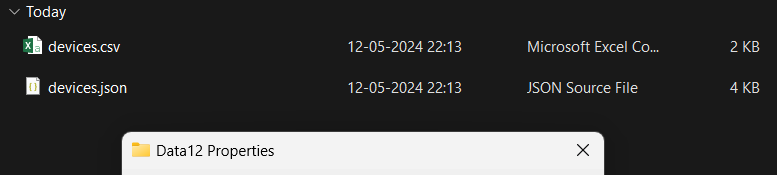 Today
devices.csv 12-05-2024 22:13 Microsoft Excel Co... 2 KB
devices.json 12-05-2024 22:13 JSON Source File 4 KB
Data12 Properties